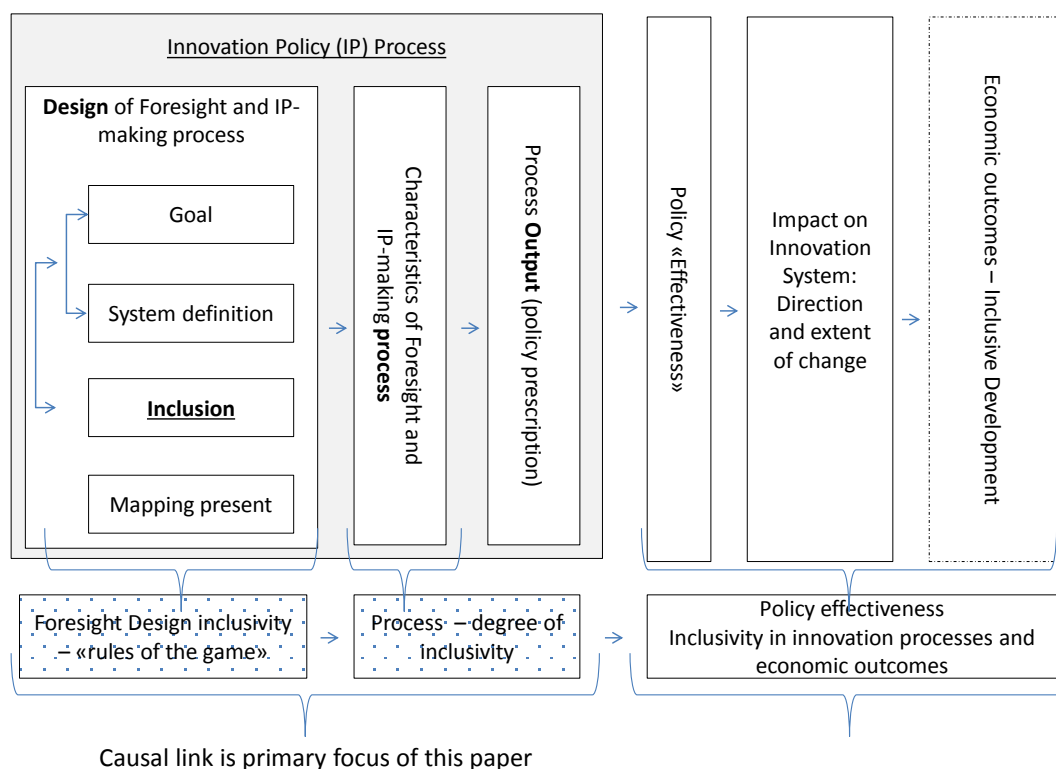 Innovation Policy (IP) Process
Design of Foresight and IP-
making process
Goal
System definition
Inclusion
Mapping present
Characteristics of Foresight and
IP-making process
Process Output (policy prescription)
Policy «Effectiveness»
Impact on
Innovation
System:
Direction
and extent
of change
Economic outcomes – Inclusive Development
Foresight Design inclusivity
– «rules of the game»
Process – degree of
inclusivity
Policy effectiveness
Inclusivity in innovation processes and
economic outcomes
Causal link is primary focus of this paper